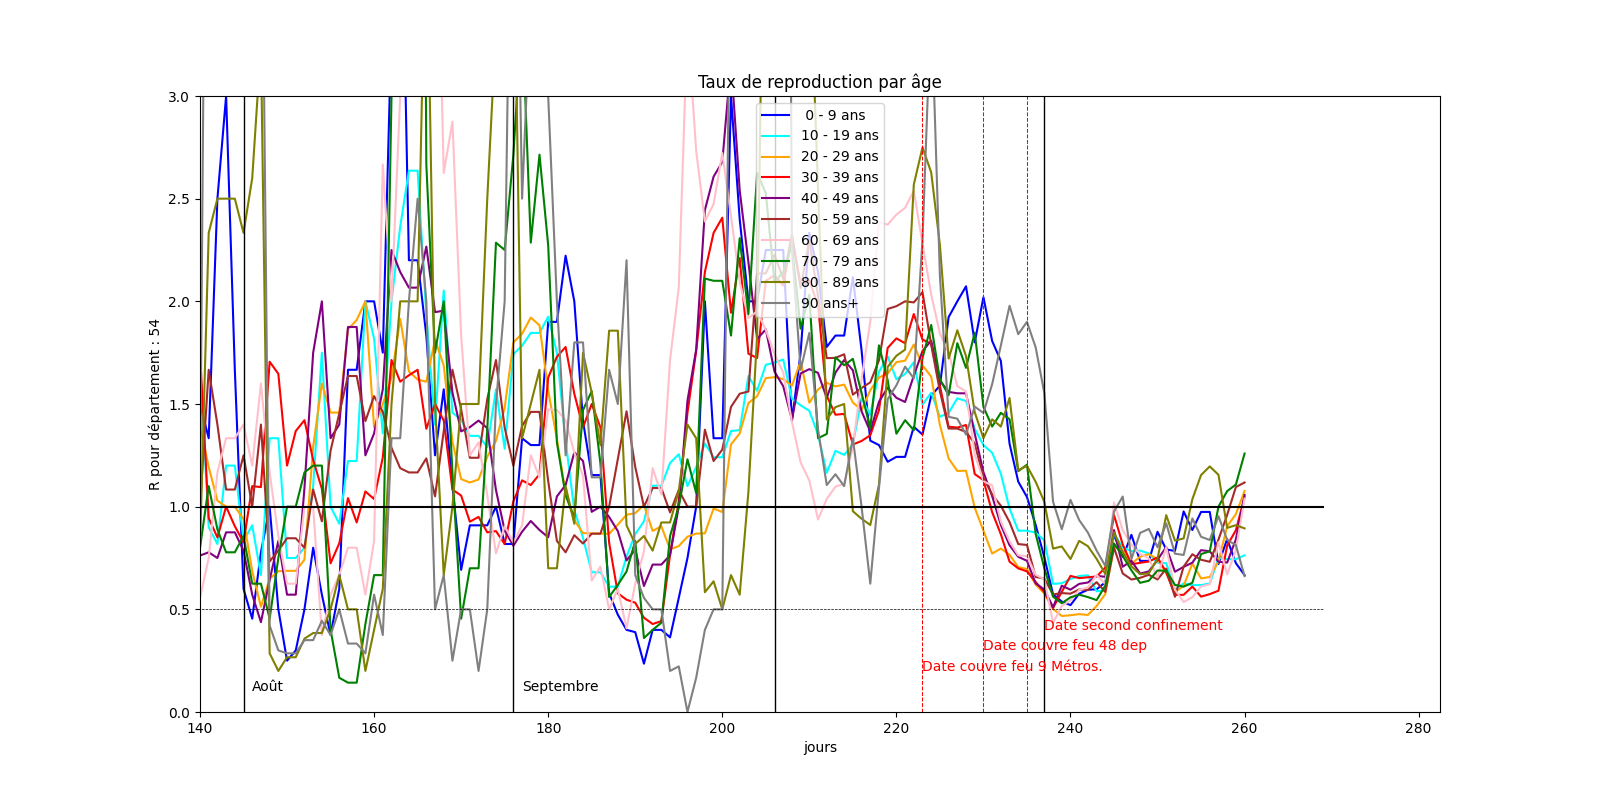 Taux de reproduction par âge
R pour département : 54
3.0
2.5
2.0
1.5
1.0
0.5
0.0
0 - 9 ans
10 - 19 ans
20 - 29 ans
30 - 39 ans
40 - 49 ans
50 - 59 ans
60 - 69 ans
70 - 79 ans
80 - 89 ans
90 ans+
Date second confinement
Date couvre feu 48 dep
Date couvre feu 9 Métros.
Août
Septembre
140
160
180
200
220
240
260
280
jours